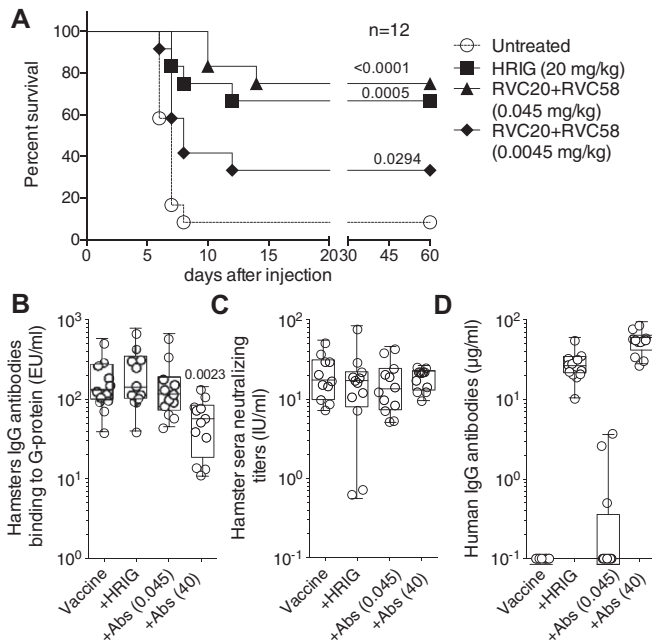 A
n=12
Percent survival
100
80
60
40
20
0
<0.0001
0.0005
0.0294
0 5 10 15 20 30 45 60
days after injection
Untreated
HRIG (20 mg/kg)
RVC20+RVC58
(0.045 mg/kg)
RVC20+RVC58
(0.0045 mg/kg)
B
Hamsters IgG antibodies
binding to G-protein (EU/ml)
10³
10²
10¹
10⁰
0.0023
Vaccine
+HRIG
+Abs (0.045)
+Abs (40)
C
Hamster sera neutralizing
titers (IU/ml)
10²
10¹
10⁰
10⁻¹
Vaccine
+HRIG
+Abs (0.045)
+Abs (40)
D
Human IgG antibodies (µg/ml)
10²
10¹
10⁰
10⁻¹
Vaccine
+HRIG
+Abs (0.045)
+Abs (40)